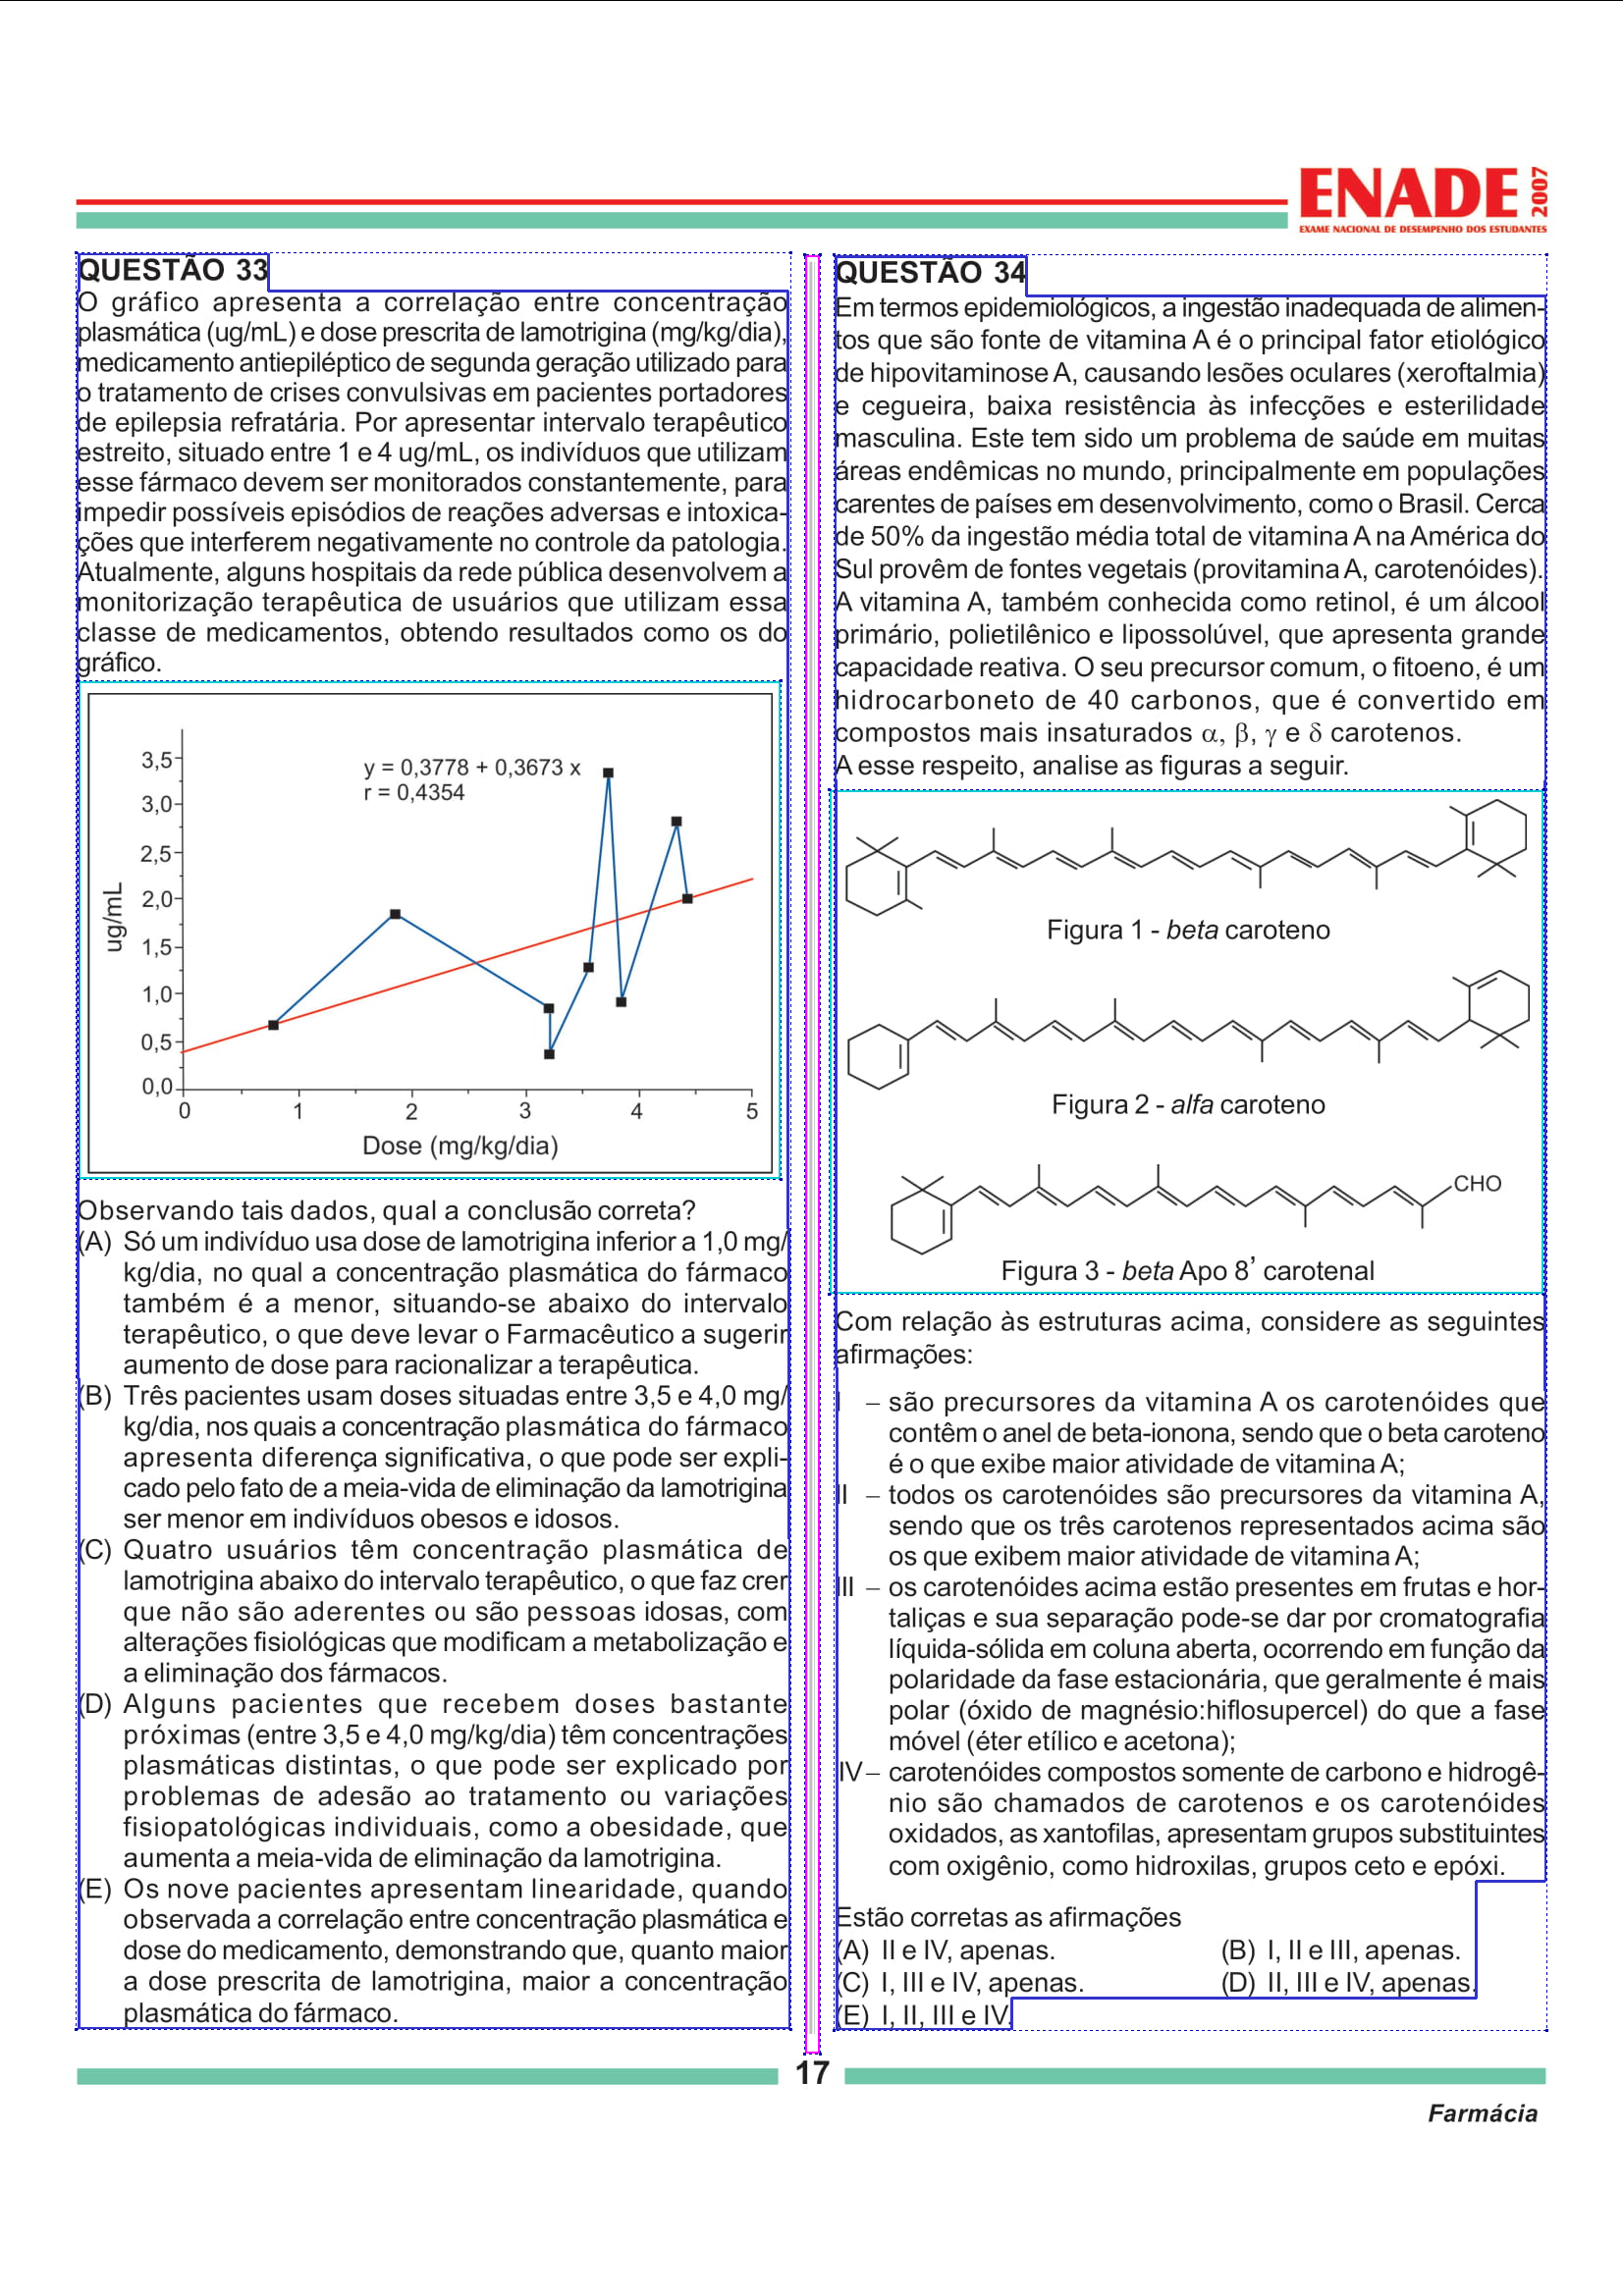 ENADE 2007
EXAME NACIONAL DE DESEMPENHO DOS ESTUDANTES
QUESTÃO 33
O gráfico apresenta a correlação entre concentração
plasmática (ug/mL) e dose prescrita de lamotrigina (mg/kg/dia),
medicamento antiepiléptico de segunda geração utilizado para
o tratamento de crises convulsivas em pacientes portadores
de epilepsia refratária. Por apresentar intervalo terapêutico
estreito, situado entre 1 e 4 ug/mL, os indivíduos que utilizam
esse fármaco devem ser monitorados constantemente, para
impedir possíveis episódios de reações adversas e intoxica-
ções que interferem negativamente no controle da patologia.
Atualmente, alguns hospitais da rede pública desenvolvem a
monitorização terapêutica de usuários que utilizam essa
classe de medicamentos, obtendo resultados como os do
gráfico.
y = 0,3778 + 0,3673 x
r = 0,4354
ug/mL
3,5
3,0
2,5
2,0
1,5
1,0
0,5
0,0
0 1 2 3 4 5
Dose (mg/kg/dia)
Observando tais dados, qual a conclusão correta?
(A) Só um indivíduo usa dose de lamotrigina inferior a 1,0 mg/
kg/dia, no qual a concentração plasmática do fármaco
também é a menor, situando-se abaixo do intervalo
terapêutico, o que deve levar o Farmacêutico a sugerir
aumento de dose para racionalizar a terapêutica.
(B) Três pacientes usam doses situadas entre 3,5 e 4,0 mg/
kg/dia, nos quais a concentração plasmática do fármaco
apresenta diferença significativa, o que pode ser expli-
cado pelo fato de a meia-vida de eliminação da lamotrigina
ser menor em indivíduos obesos e idosos.
(C) Quatro usuários têm concentração plasmática de
lamotrigina abaixo do intervalo terapêutico, o que faz crer
que não são aderentes ou são pessoas idosas, com
alterações fisiológicas que modificam a metabolização e
a eliminação dos fármacos.
(D) Alguns pacientes que recebem doses bastante
próximas (entre 3,5 e 4,0 mg/kg/dia) têm concentrações
plasmáticas distintas, o que pode ser explicado por
problemas de adesão ao tratamento ou variações
fisiopatológicas individuais, como a obesidade, que
aumenta a meia-vida de eliminação da lamotrigina.
(E) Os nove pacientes apresentam linearidade, quando
observada a correlação entre concentração plasmática e
dose do medicamento, demonstrando que, quanto maior
a dose prescrita de lamotrigina, maior a concentração
plasmática do fármaco.
QUESTÃO 34
Em termos epidemiológicos, a ingestão inadequada de alimen-
tos que são fonte de vitamina A é o principal fator etiológico
de hipovitaminose A, causando lesões oculares (xeroftalmia)
e cegueira, baixa resistência às infecções e esterilidade
masculina. Este tem sido um problema de saúde em muitas
áreas endêmicas no mundo, principalmente em populações
carentes de países em desenvolvimento, como o Brasil. Cerca
de 50% da ingestão média total de vitamina A na América do
Sul provêm de fontes vegetais (provitamina A, carotenóides).
A vitamina A, também conhecida como retinol, é um álcool
primário, polietilênico e lipossolúvel, que apresenta grande
capacidade reativa. O seu precursor comum, o fitoeno, é um
hidrocarboneto de 40 carbonos, que é convertido em
compostos mais insaturados α, β, γ e δ carotenos.
A esse respeito, analise as figuras a seguir.
Figura 1 - beta caroteno
Figura 2 - alfa caroteno
CHO
Figura 3 - beta Apo 8’ carotenal
Com relação às estruturas acima, considere as seguintes
afirmações:
I – são precursores da vitamina A os carotenóides que
contêm o anel de beta-ionona, sendo que o beta caroteno
é o que exibe maior atividade de vitamina A;
II – todos os carotenóides são precursores da vitamina A,
sendo que os três carotenos representados acima são
os que exibem maior atividade de vitamina A;
III – os carotenóides acima estão presentes em frutas e hor-
taliças e sua separação pode-se dar por cromatografia
líquida-sólida em coluna aberta, ocorrendo em função da
polaridade da fase estacionária, que geralmente é mais
polar (óxido de magnésio:hiflosupercel) do que a fase
móvel (éter etílico e acetona);
IV – carotenóides compostos somente de carbono e hidrogê-
nio são chamados de carotenos e os carotenóides
oxidados, as xantofilas, apresentam grupos substituintes
com oxigênio, como hidroxilas, grupos ceto e epóxi.
Estão corretas as afirmações
(A) II e IV, apenas. (B) I, II e III, apenas.
(C) I, III e IV, apenas. (D) II, III e IV, apenas.
(E) I, II, III e IV.
17
Farmácia